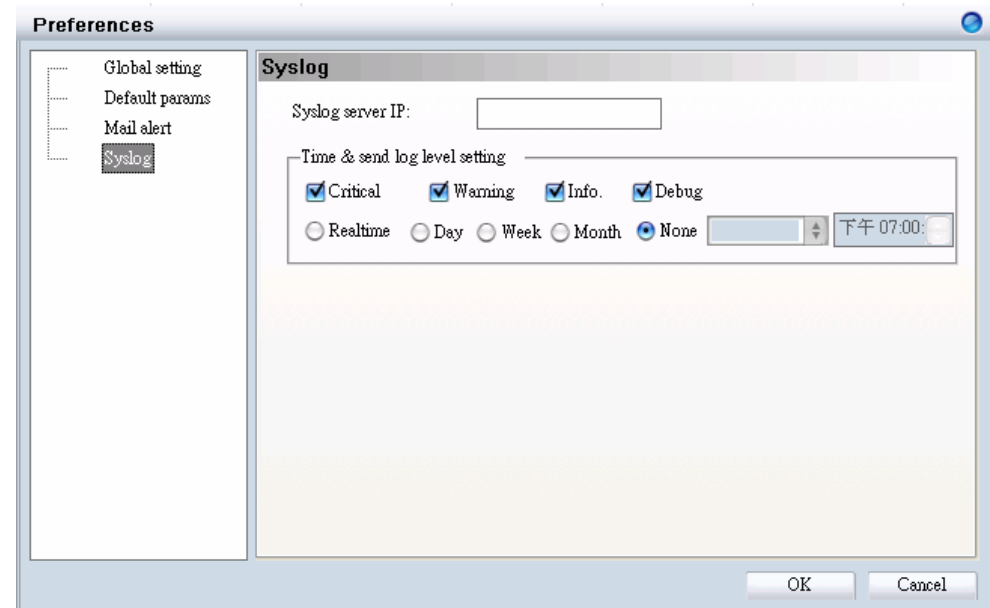 Preferences
Global setting
Default params
Mail alert
Syslog
Syslog
Syslog server IP:
Time & send log level setting
Critical Warning Info. Debug
Realtime Day Week Month None 下午 07:00:
OK Cancel